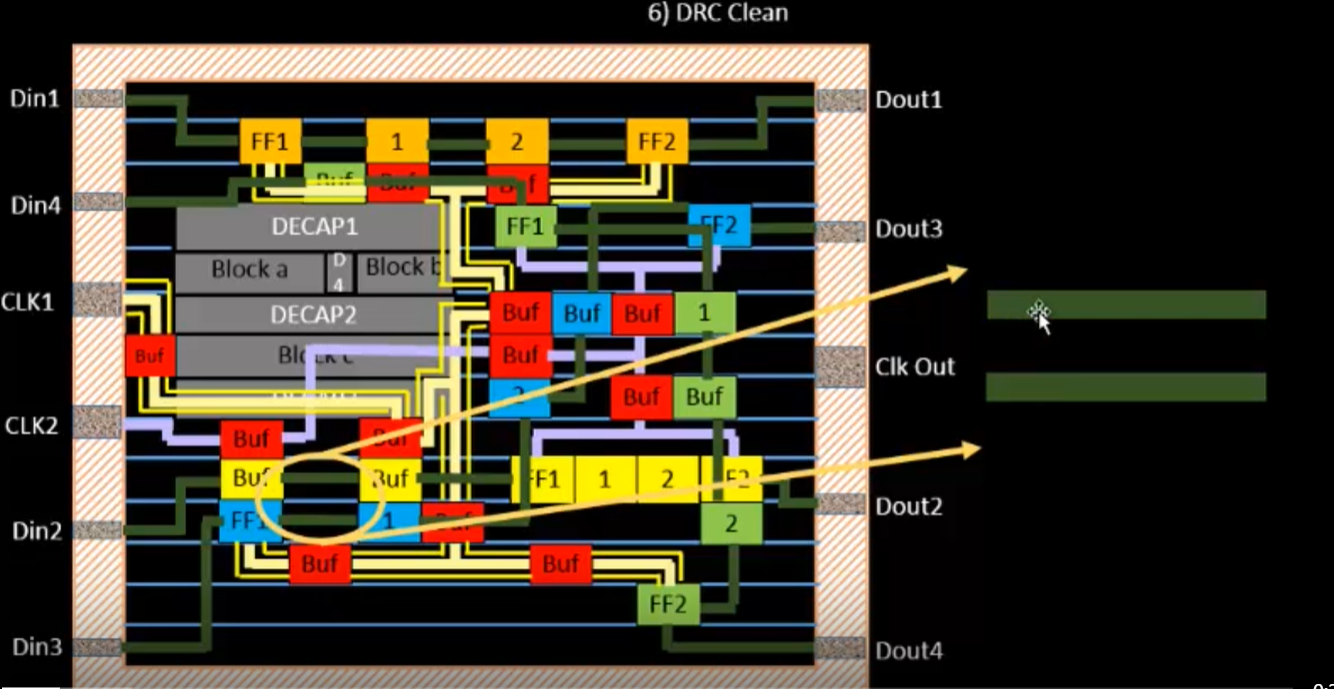 6) DRC Clean
Din1
Dout1
FF1
1
2
FF2
Buf
Buf
Buf
Din4
DECAP1
FF1
FF2
Dout3
Block a
D
4
Block b
CLK1
DECAP2
Buf
Buf
Buf
1
Buf
Block c
Buf
Clk Out
2
Buf
Buf
CLK2
Buf
Buf
Buf
Buf
FF1
1
2
FF2
Dout2
Din2
FF1
1
Buf
2
Buf
Buf
FF2
Din3
Dout4